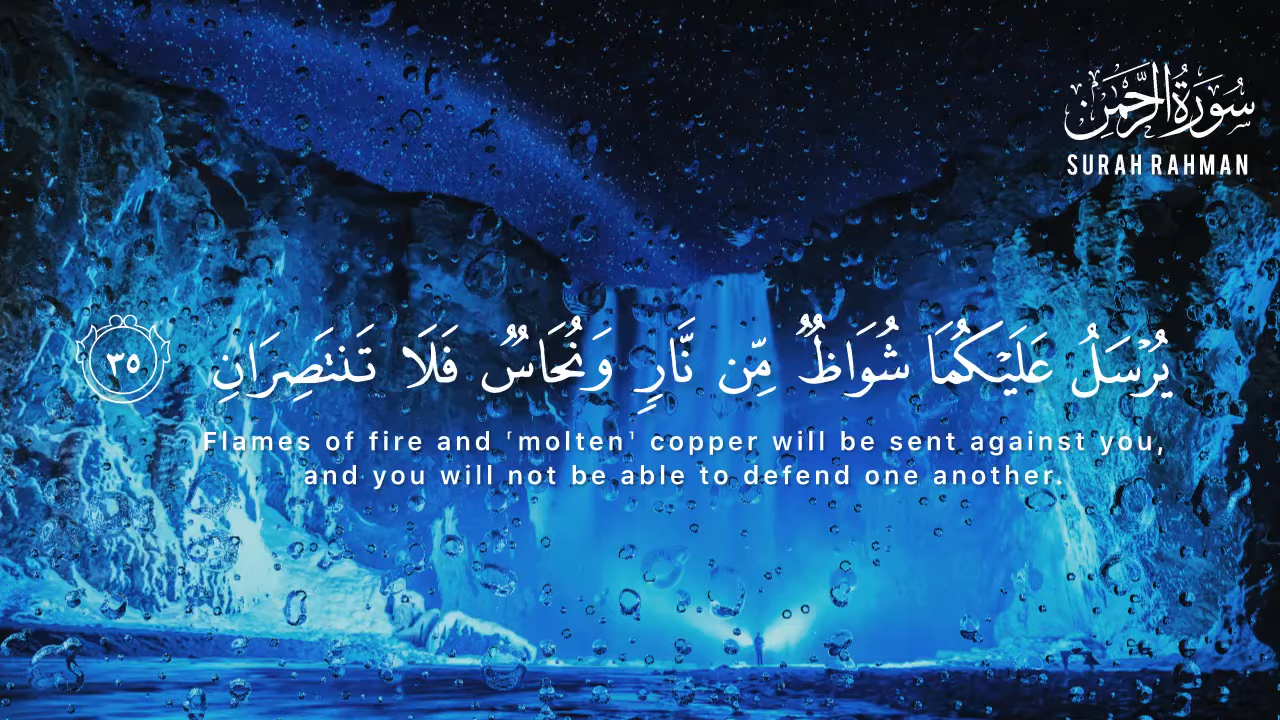 سُورَةُ الرَّحْمَٰن
SURAH RAHMAN
يُرْسَلُ عَلَيْكُمَا شُوَاظٌ مِّن نَّارٍ وَنُحَاسٌ فَلَا تَنتَصِرَانِ ٣٥
Flames of fire and ˹molten˺ copper will be sent against you,
and you will not be able to defend one another.